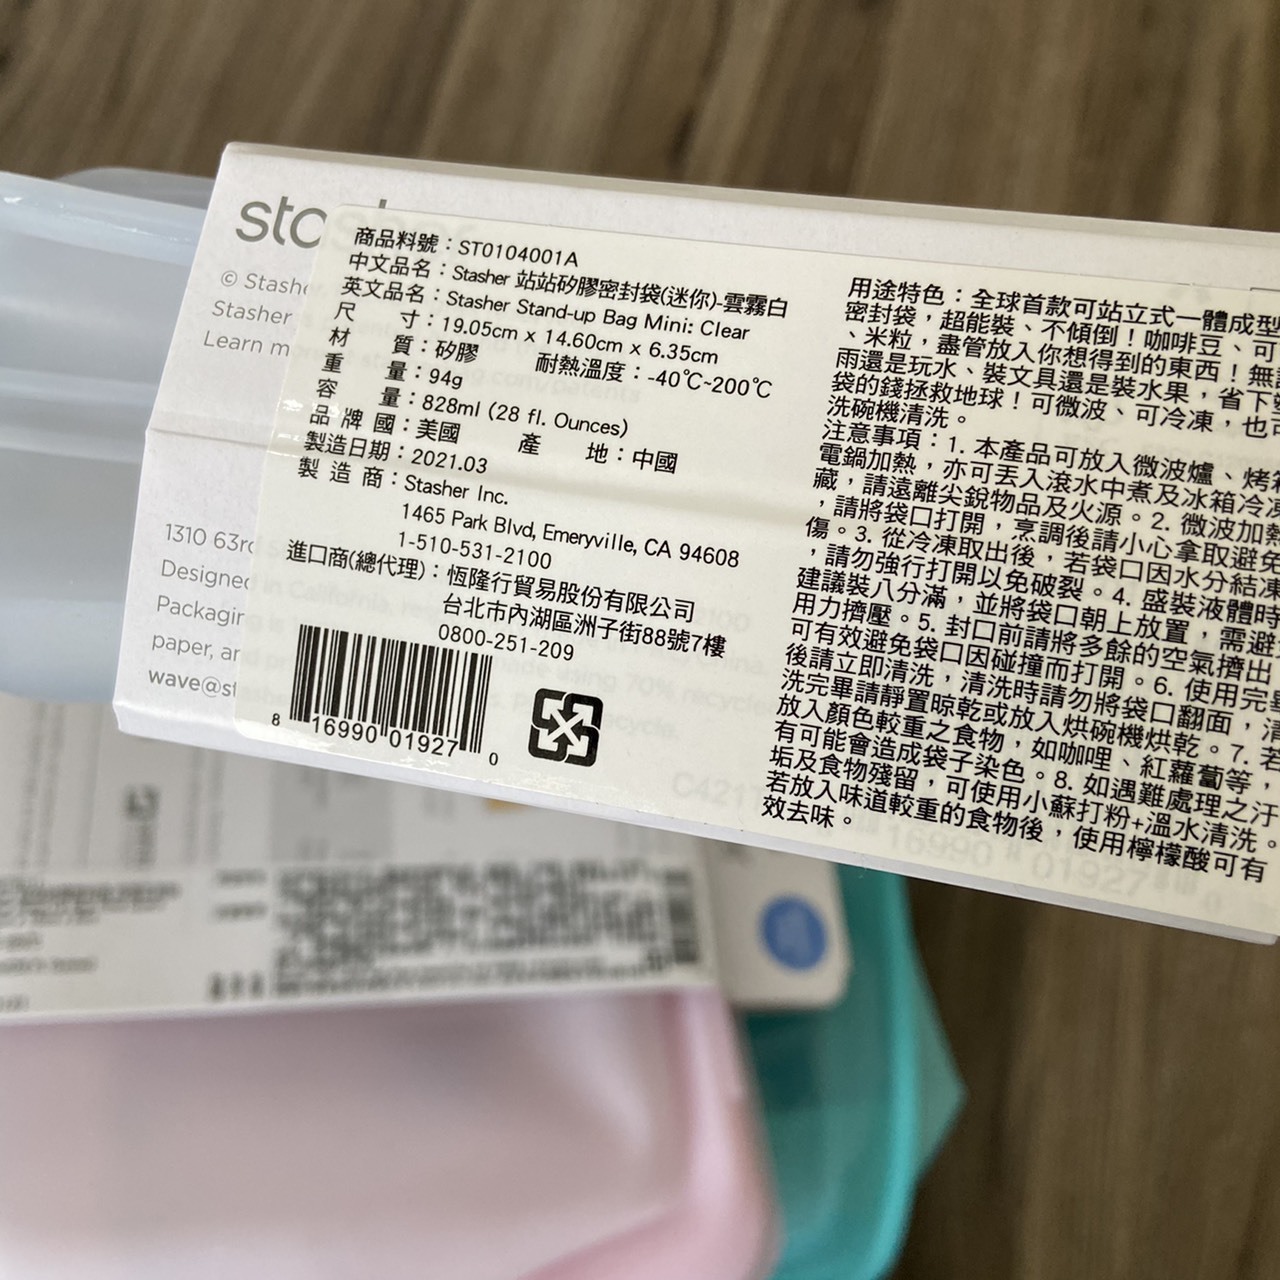 stasher
© Stasher
Stasher
Learn m
1310 63rd
Designed in California,
Packaging
paper, an
wave@st
商品料號：ST0104001A
中文品名：Stasher 站站矽膠密封袋(迷你)-雲霧白
英文品名：Stasher Stand-up Bag Mini: Clear
尺寸：19.05cm x 14.60cm x 6.35cm
材質：矽膠 耐熱溫度：-40℃~200℃
重量：94g
容量：828ml (28 fl. Ounces)
品牌國：美國 產地：中國
製造日期：2021.03
製造商：Stasher Inc.
1465 Park Blvd, Emeryville, CA 94608
1-510-531-2100
進口商(總代理)：恆隆行貿易股份有限公司
台北市內湖區洲子街88號7樓
0800-251-209
8 16990 01927 0
用途特色：全球首款可站立式一體成型
密封袋，超能裝、不傾倒！咖啡豆、可
、米粒，盡管放入你想得到的東西！無
雨還是玩水、裝文具還是裝水果，省下
袋的錢拯救地球！可微波、可冷凍，也可
洗碗機清洗。
注意事項：1. 本產品可放入微波爐、烤箱
電鍋加熱，亦可丟入滾水中煮及冰箱冷凍
藏，請遠離尖銳物品及火源。2. 微波加熱
，請將袋口打開，烹調後請小心拿取避免
傷。3. 從冷凍取出後，若袋口因水分結凍
，請勿強行打開以免破裂。4. 盛裝液體時
建議裝八分滿，並將袋口朝上放置，需避
用力擠壓。5. 封口前請將多餘的空氣擠出
可有效避免袋口因碰撞而打開。6. 使用完
後請立即清洗，清洗時請勿將袋口翻面，清
洗完畢請靜置晾乾或放入烘碗機烘乾。7. 若
放入顏色較重之食物，如咖哩、紅蘿蔔等，
有可能會造成袋子染色。8. 如遇難處理之汙
垢及食物殘留，可使用小蘇打粉+溫水清洗。
若放入味道較重的食物後，使用檸檬酸可有
效去味。